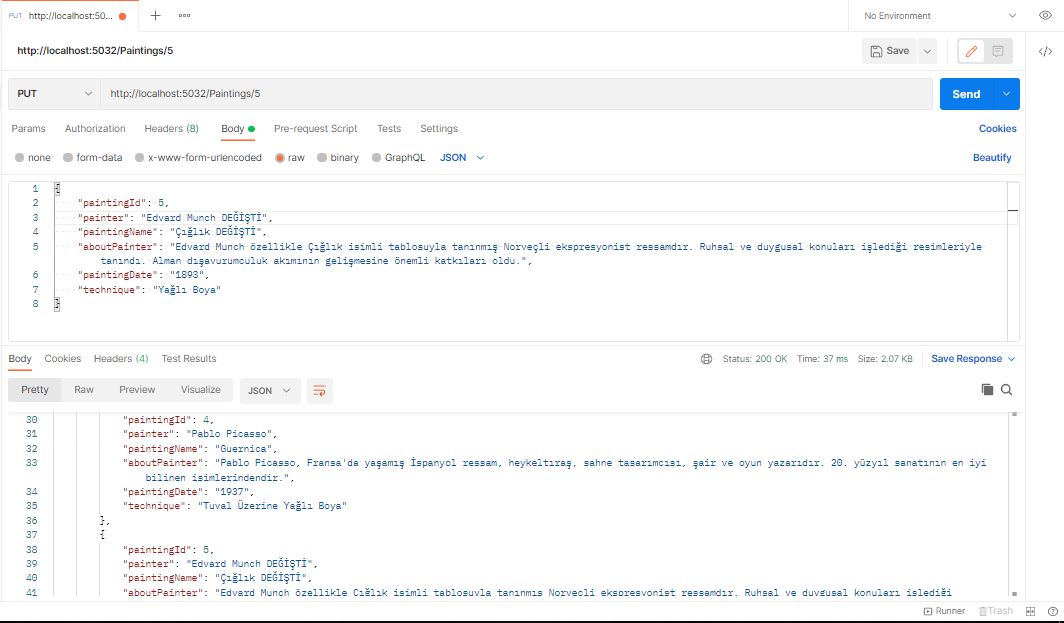 PUT http://localhost:50...
No Environment
http://localhost:5032/Paintings/5
Save
PUT http://localhost:5032/Paintings/5 Send
Params Authorization Headers (8) Body Pre-request Script Tests Settings Cookies
none form-data x-www-form-urlencoded raw binary GraphQL JSON Beautify
1 {
2 "paintingId": 5,
3 "painter": "Edvard Munch DEĞİŞTİ",
4 "paintingName": "Çığlık DEĞİŞTİ",
5 "aboutPainter": "Edvard Munch özellikle Çığlık isimli tablosuyla tanınmış Norveçli ekspresyonist ressamdır. Ruhsal ve duygusal konuları işlediği resimleriyle
tanındı. Alman dışavurumculuk akımının gelişmesine önemli katkıları oldu.",
6 "paintingDate": "1893",
7 "technique": "Yağlı Boya"
8 }
Body Cookies Headers (4) Test Results Status: 200 OK Time: 37 ms Size: 2.07 KB Save Response
Pretty Raw Preview Visualize JSON
30 "paintingId": 4,
31 "painter": "Pablo Picasso",
32 "paintingName": "Guernica",
33 "aboutPainter": "Pablo Picasso, Fransa'da yaşamış İspanyol ressam, heykeltıraş, sahne tasarımcısı, şair ve oyun yazarıdır. 20. yüzyıl sanatının en iyi
bilinen isimlerindendir.",
34 "paintingDate": "1937",
35 "technique": "Tuval Üzerine Yağlı Boya"
36 },
37 {
38 "paintingId": 5,
39 "painter": "Edvard Munch DEĞİŞTİ",
40 "paintingName": "Çığlık DEĞİŞTİ",
41 "aboutPainter": "Edvard Munch özellikle Çığlık isimli tablosuyla tanınmış Norveçli ekspresyonist ressamdır. Ruhsal ve duygusal konuları işlediği
Runner Trash